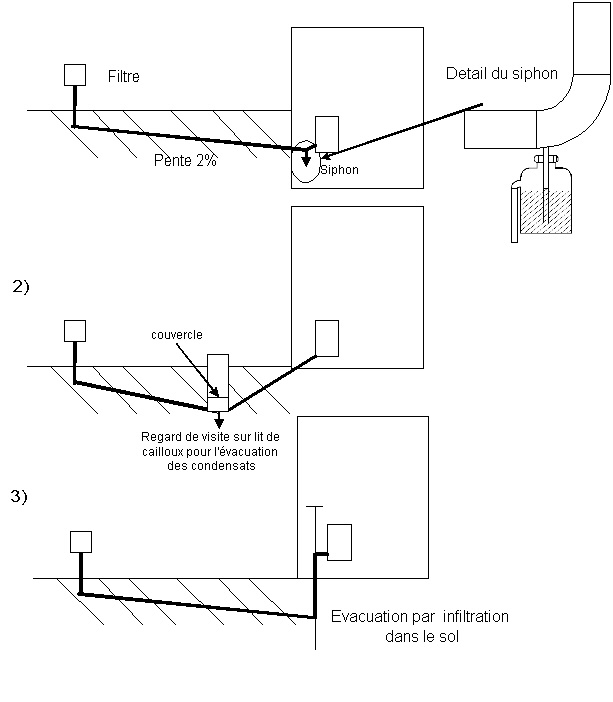 Filtre
Detail du siphon
Pente 2%
Siphon
2)
couvercle
Regard de visite sur lit de
cailloux pour l'évacuation
des condensats
3)
Evacuation par infiltration
dans le sol